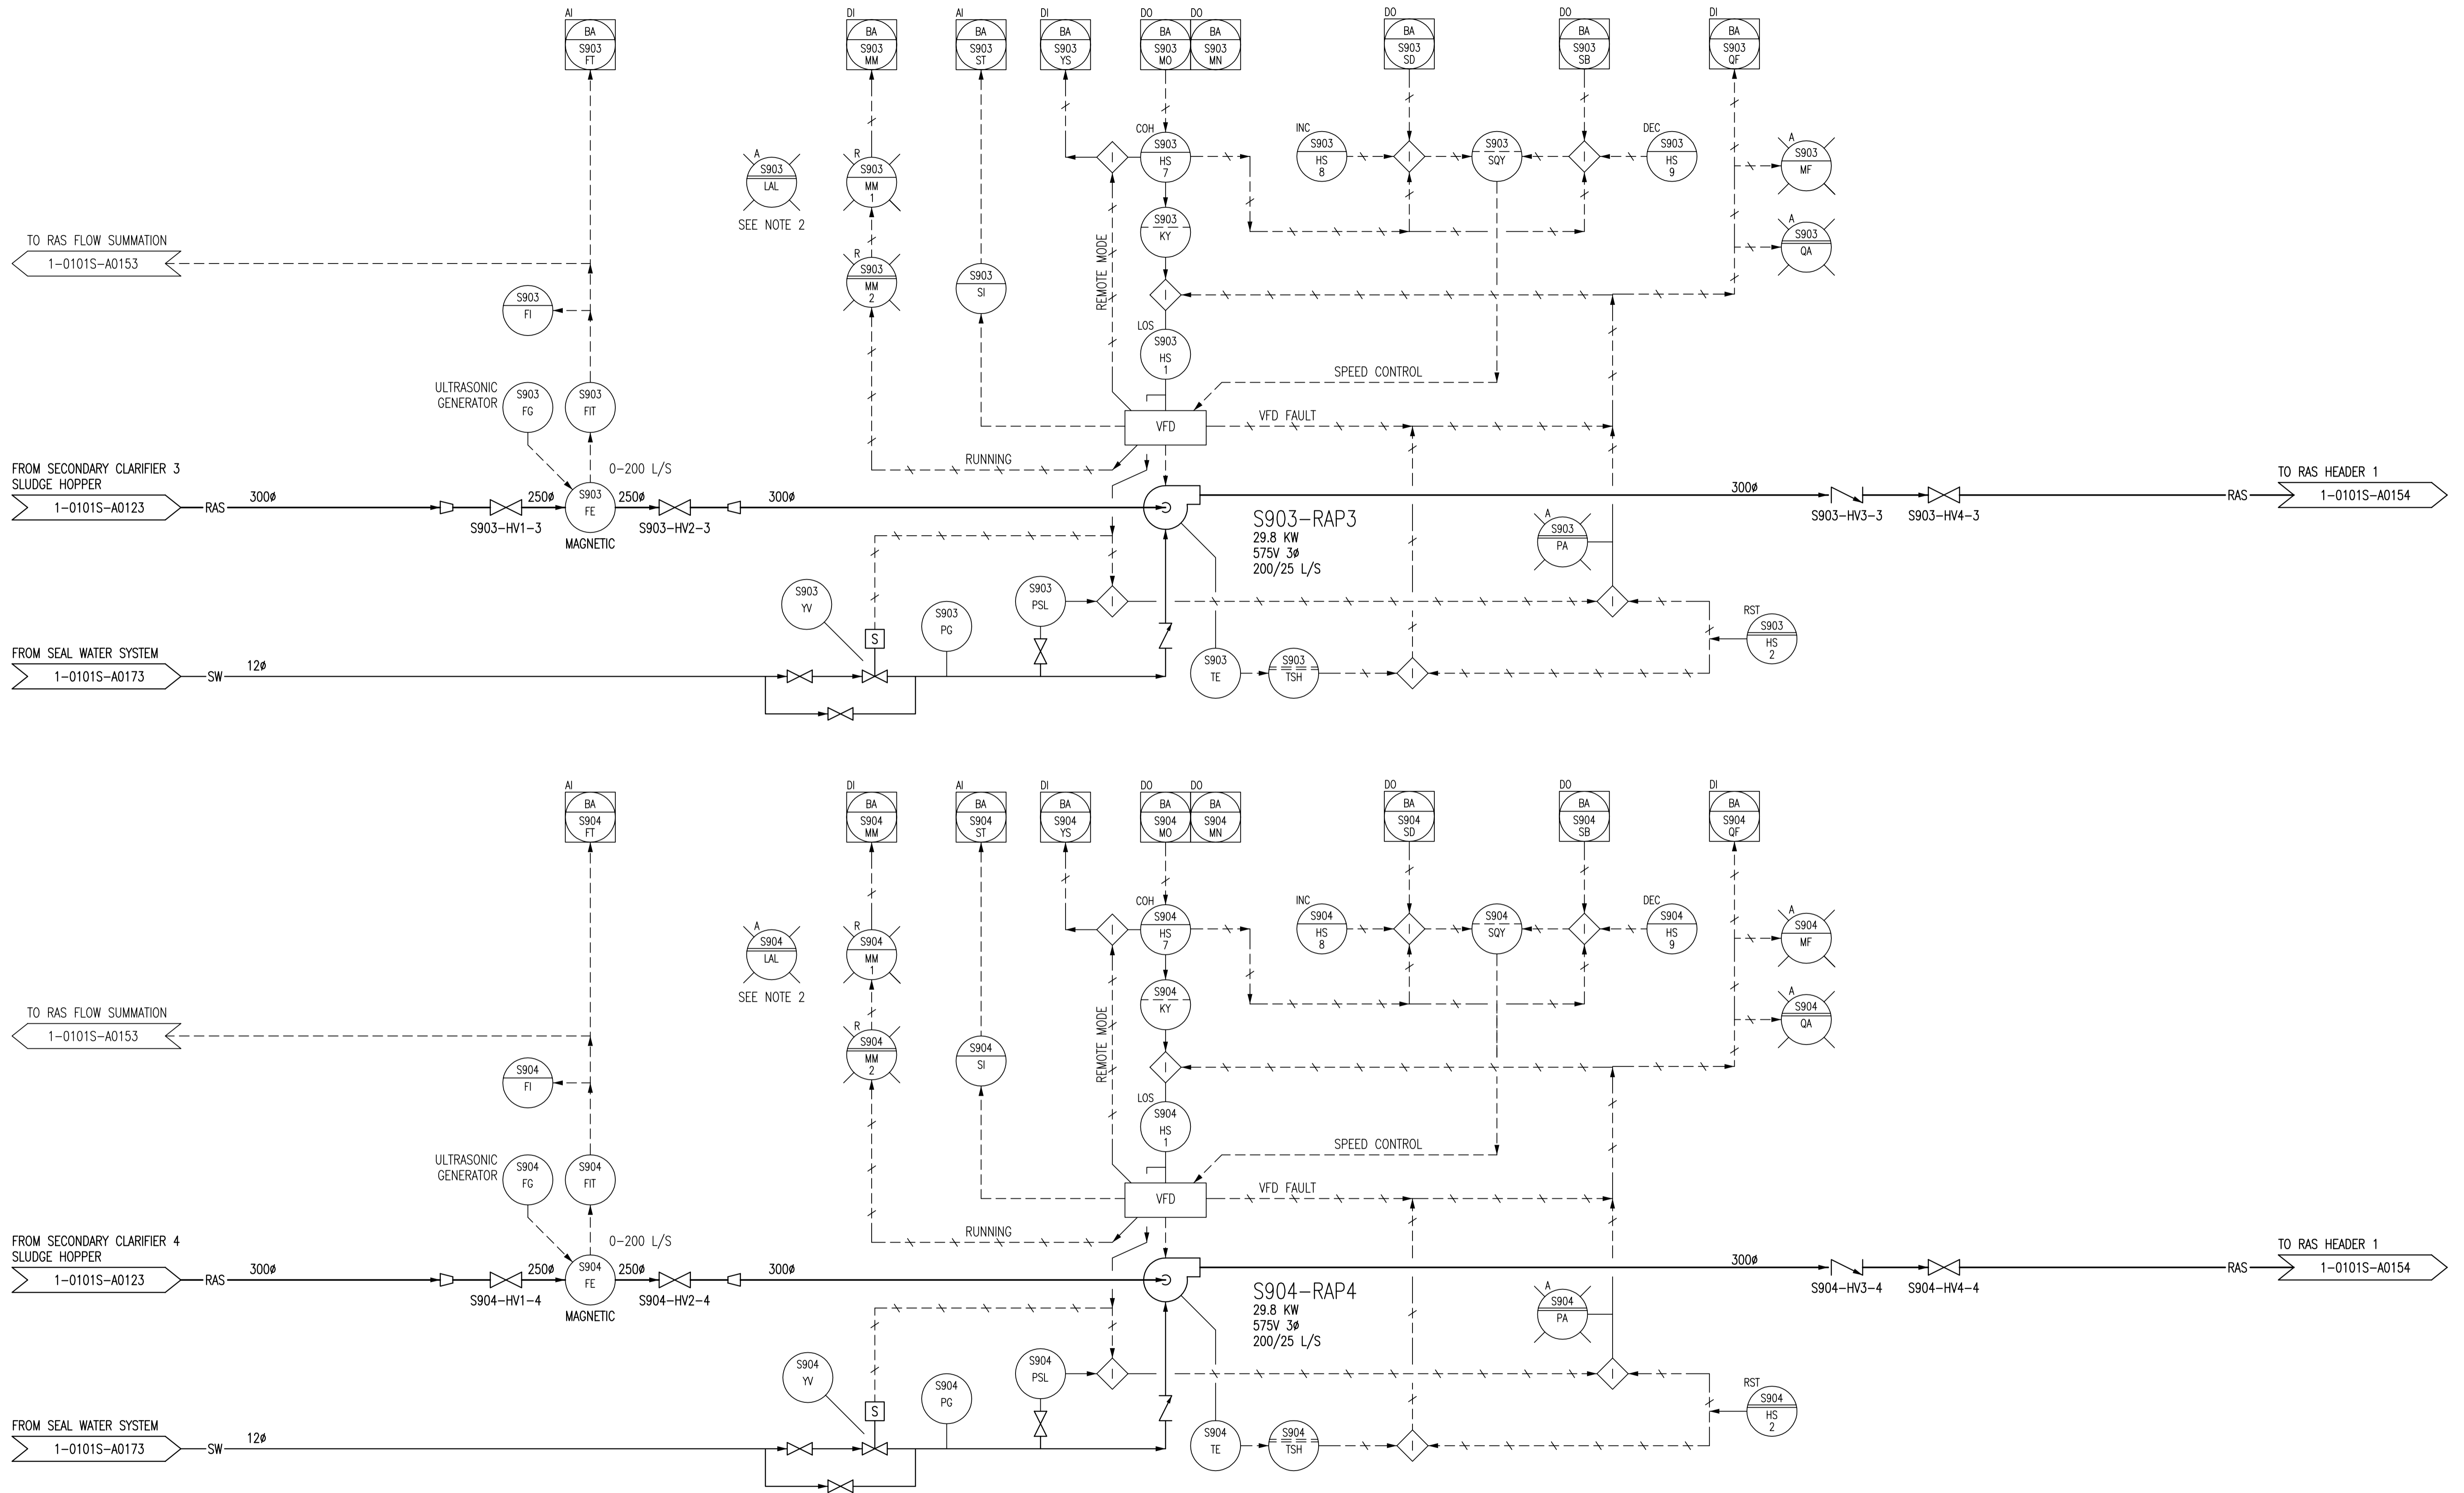 AI
BA
S903
FT
DI
BA
S903
MM
AI
BA
S903
ST
DI
BA
S903
YS
DO
BA
S903
MO
DO
BA
S903
MN
DO
BA
S903
SD
DO
BA
S903
SB
DI
BA
S903
QF
A
S903
LAL
SEE NOTE 2
R
S903
MM
1
R
S903
MM
2
S903
SI
COH
S903
HS
7
S903
KY
I
I
REMOTE MODE
LOS
S903
HS
1
INC
S903
HS
8
I
S903
SQY
I
DEC
S903
HS
9
A
S903
MF
A
S903
QA
TO RAS FLOW SUMMATION
1-0101S-A0153
S903
FI
ULTRASONIC
GENERATOR
S903
FG
S903
FIT
SPEED CONTROL
VFD
VFD FAULT
RUNNING
FROM SECONDARY CLARIFIER 3
SLUDGE HOPPER
1-0101S-A0123
RAS
300ø
S903-HV1-3
250ø
S903
FE
MAGNETIC
0-200 L/S
250ø
S903-HV2-3
300ø
S903-RAP3
29.8 KW
575V 3ø
200/25 L/S
300ø
S903-HV3-3
S903-HV4-3
RAS
TO RAS HEADER 1
1-0101S-A0154
A
S903
PA
S903
YV
S
S903
PG
S903
PSL
I
I
RST
S903
HS
2
FROM SEAL WATER SYSTEM
1-0101S-A0173
SW
12ø
S903
TE
S903
TSH
I
AI
BA
S904
FT
DI
BA
S904
MM
AI
BA
S904
ST
DI
BA
S904
YS
DO
BA
S904
MO
DO
BA
S904
MN
DO
BA
S904
SD
DO
BA
S904
SB
DI
BA
S904
QF
A
S904
LAL
SEE NOTE 2
R
S904
MM
1
R
S904
MM
2
S904
SI
COH
S904
HS
7
S904
KY
I
I
REMOTE MODE
LOS
S904
HS
1
INC
S904
HS
8
I
S904
SQY
I
DEC
S904
HS
9
A
S904
MF
A
S904
QA
TO RAS FLOW SUMMATION
1-0101S-A0153
S904
FI
ULTRASONIC
GENERATOR
S904
FG
S904
FIT
SPEED CONTROL
VFD
VFD FAULT
RUNNING
FROM SECONDARY CLARIFIER 4
SLUDGE HOPPER
1-0101S-A0123
RAS
300ø
S904-HV1-4
250ø
S904
FE
MAGNETIC
0-200 L/S
250ø
S904-HV2-4
300ø
S904-RAP4
29.8 KW
575V 3ø
200/25 L/S
300ø
S904-HV3-4
S904-HV4-4
RAS
TO RAS HEADER 1
1-0101S-A0154
A
S904
PA
S904
YV
S
S904
PG
S904
PSL
I
I
RST
S904
HS
2
FROM SEAL WATER SYSTEM
1-0101S-A0173
SW
12ø
S904
TE
S904
TSH
I